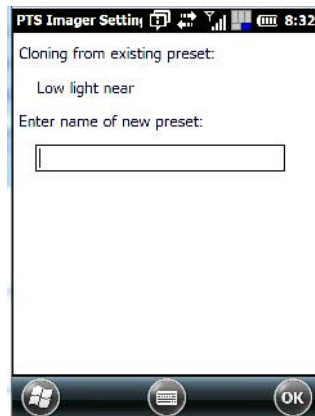 PTS Imager Settin
8:32
Cloning from existing preset:
Low light near
Enter name of new preset:
OK